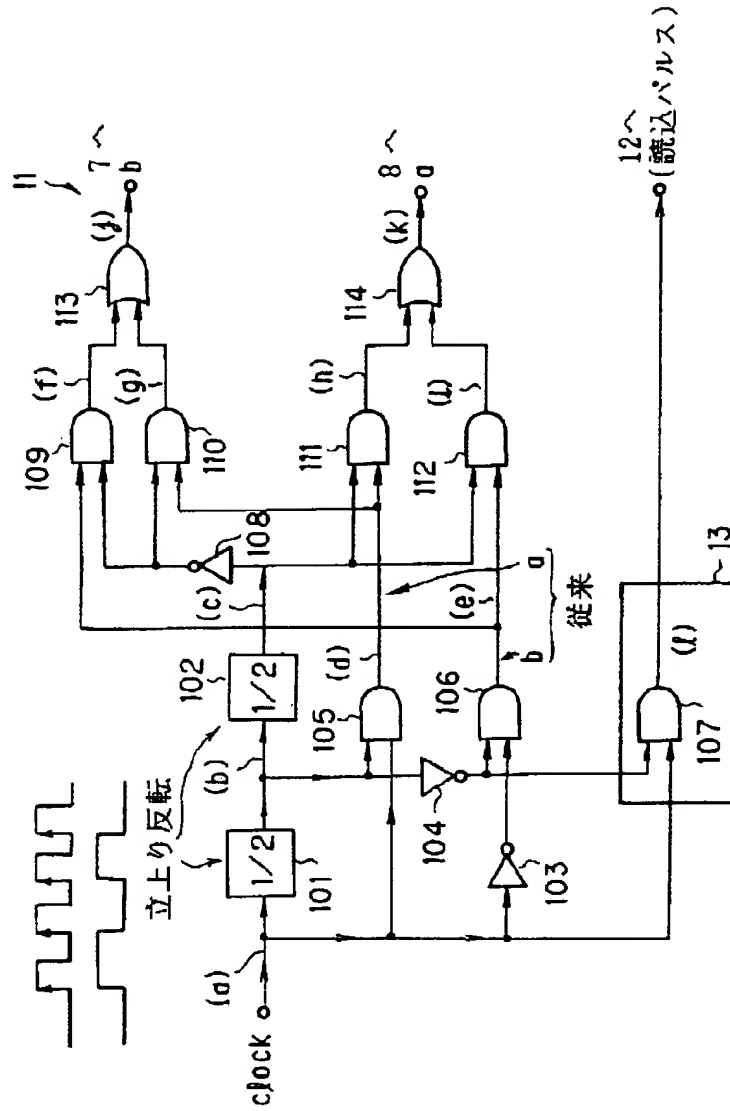 11
7へ
b
(j)
113
(f)
(g)
109
110
8へ
a
(k)
114
(h)
(i)
111
112
12へ
(読込パルス)
108
(c)
102
1/2
立上り反転
(b)
1/2
101
(a)
clock
(d)
105
a
(e)
b
従来
106
104
103
13
(l)
107